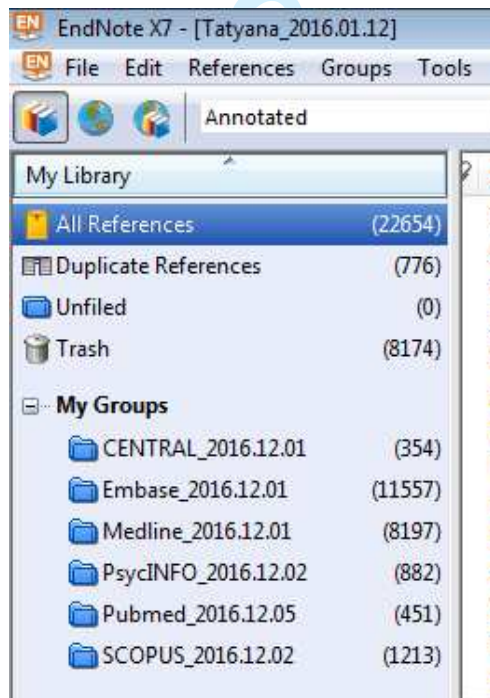 EndNote X7 - [Tatyana_2016.01.12]
File Edit References Groups Tools
Annotated
My Library
All References (22654)
Duplicate References (776)
Unfiled (0)
Trash (8174)
My Groups
CENTRAL_2016.12.01 (354)
Embase_2016.12.01 (11557)
Medline_2016.12.01 (8197)
PsycINFO_2016.12.02 (882)
Pubmed_2016.12.05 (451)
SCOPUS_2016.12.02 (1213)